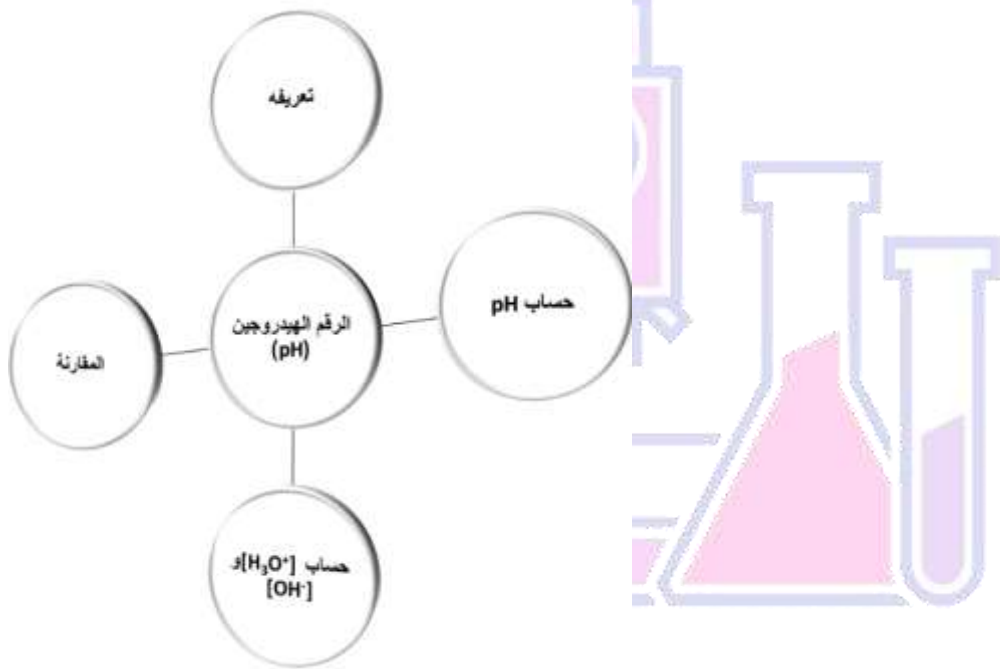 تعريفه
حساب pH
الرقم الهيدروجين
(pH)
المقارنة
حساب [H₃O⁺]و
[OH⁻]